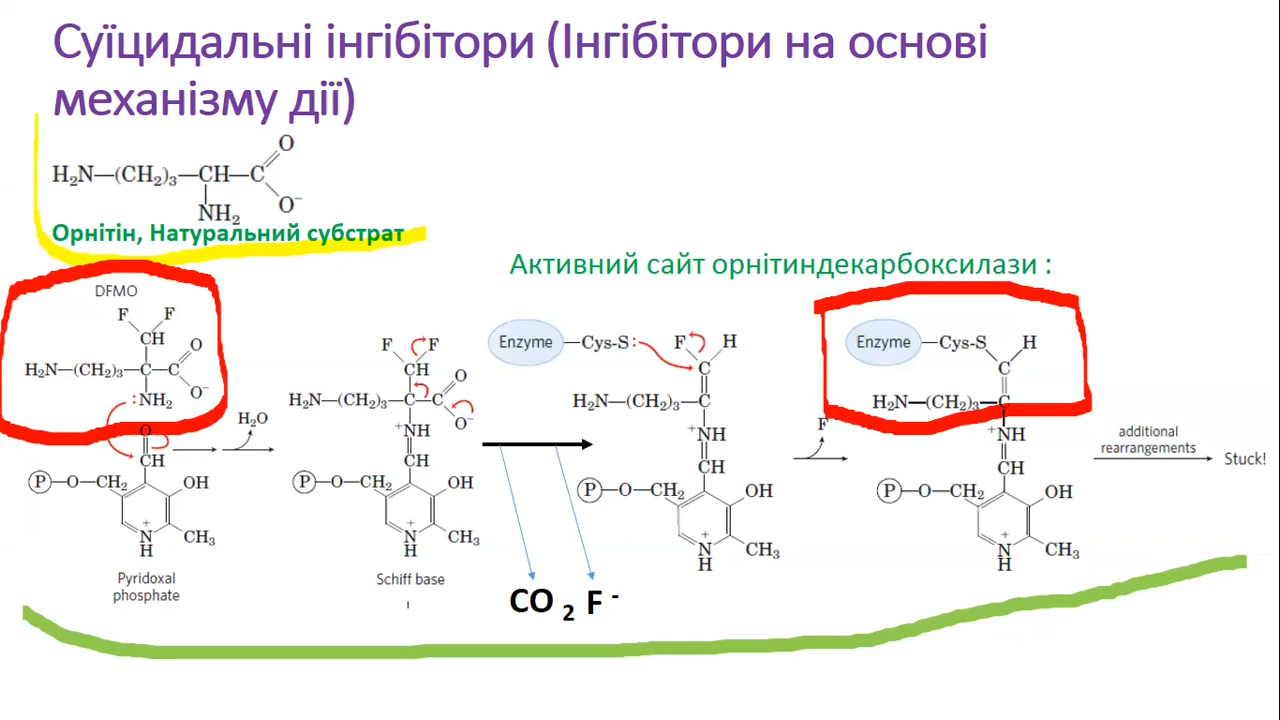 Суїцидальні інгібітори (Інгібітори на основі
механізму дії)
O
H₂N—(CH₂)₃—CH—C
NH₂ O⁻
Орнітін, Натуральний субстрат
Активний сайт орнітиндекарбоксилази :
DFMO
F F
CH O
H₂N—(CH₂)₃—C—C
:NH₂ O⁻
O
CH
P—O—CH₂ OH
+
N CH₃
H
Pyridoxal
phosphate
H₂O
F F
CH O
H₂N—(CH₂)₃—C—C
O⁻
+NH
CH
P—O—CH₂ OH
+
N CH₃
H
Schiff base
CO 2 F -
Enzyme —Cys-S: F H
C
H₂N—(CH₂)₃—C
+NH
CH
P—O—CH₂ OH
+
N CH₃
H
F
Enzyme —Cys-S H
C
H₂N—(CH₂)₃—C
+NH
CH
P—O—CH₂ OH
+
N CH₃
H
additional
rearrangements
Stuck!